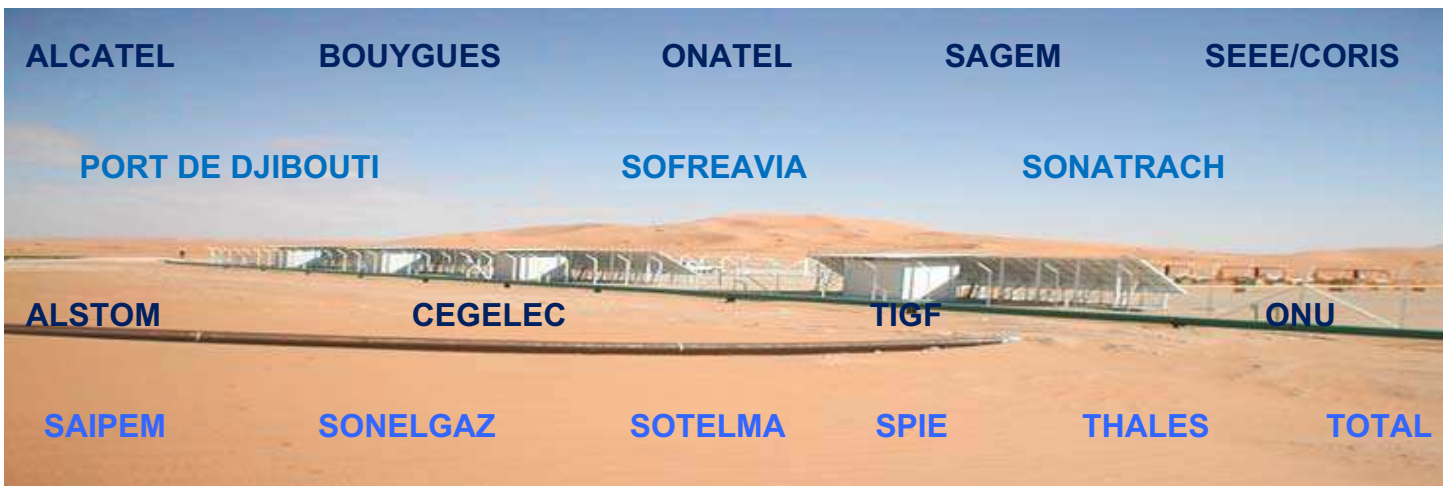 ALCATEL BOUYGUES ONATEL SAGEM SEEE/CORIS
PORT DE DJIBOUTI SOFREAVIA SONATRACH
ALSTOM CEGELEC TIGF ONU
SAIPEM SONELGAZ SOTELMA SPIE THALES TOTAL